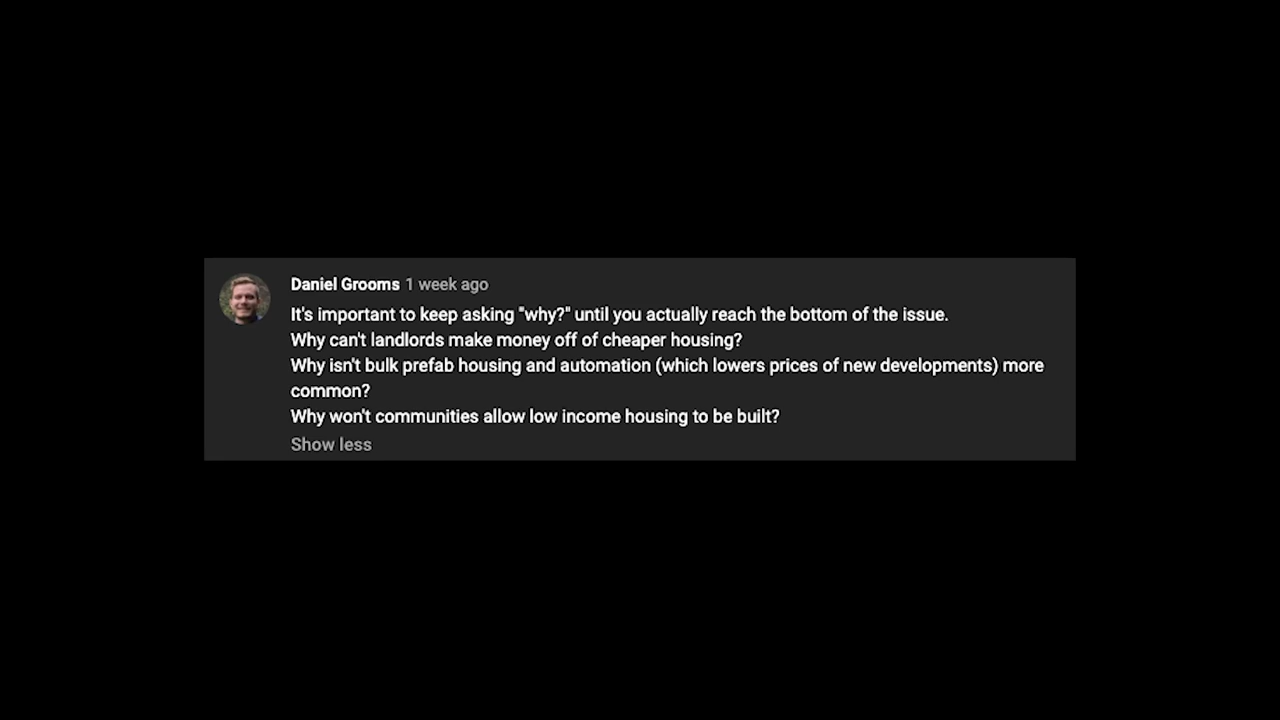 Daniel Grooms 1 week ago
It's important to keep asking "why?" until you actually reach the bottom of the issue.
Why can't landlords make money off of cheaper housing?
Why isn't bulk prefab housing and automation (which lowers prices of new developments) more
common?
Why won't communities allow low income housing to be built?
Show less